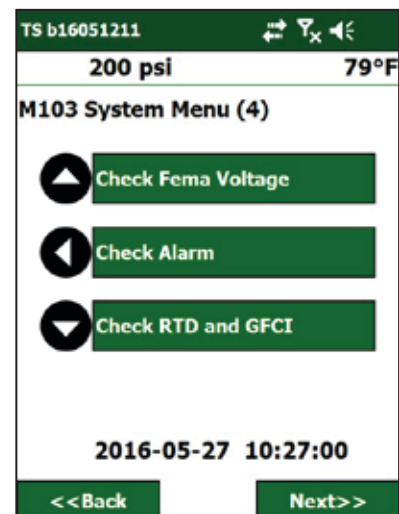 TS b16051211
200 psi 79°F
M103 System Menu (4)
Check Fema Voltage
Check Alarm
Check RTD and GFCI
2016-05-27 10:27:00
<<Back Next>>